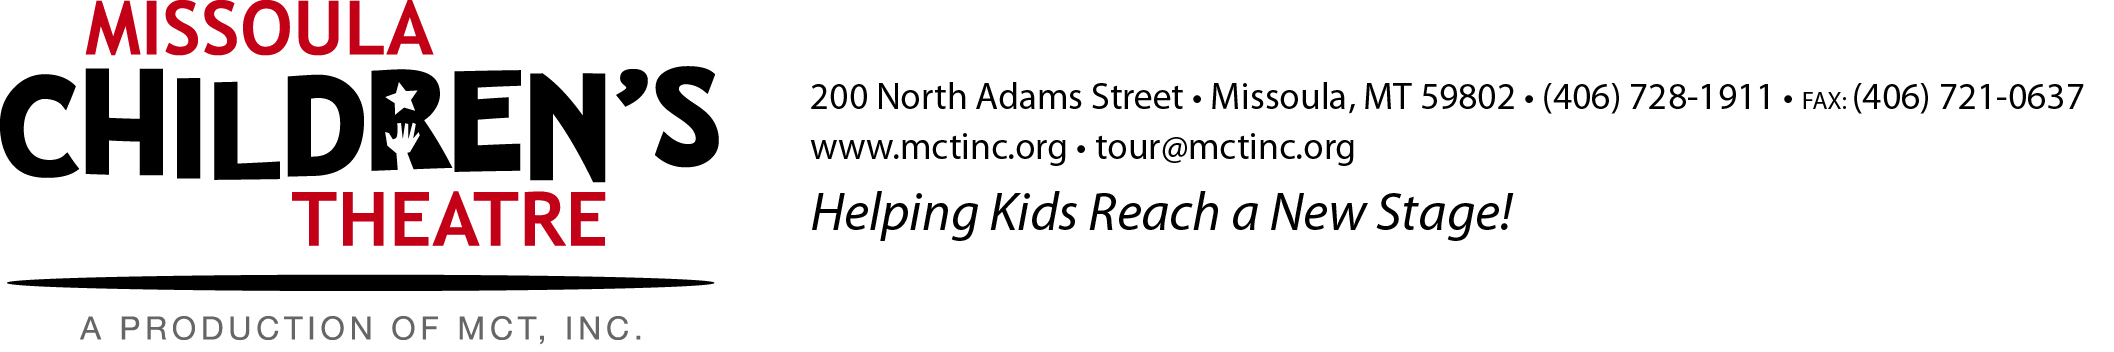 MISSOULA
CHILDREN'S
THEATRE
A PRODUCTION OF MCT, INC.
200 North Adams Street • Missoula, MT 59802 • (406) 728-1911 • FAX: (406) 721-0637
www.mctinc.org • tour@mctinc.org
Helping Kids Reach a New Stage!